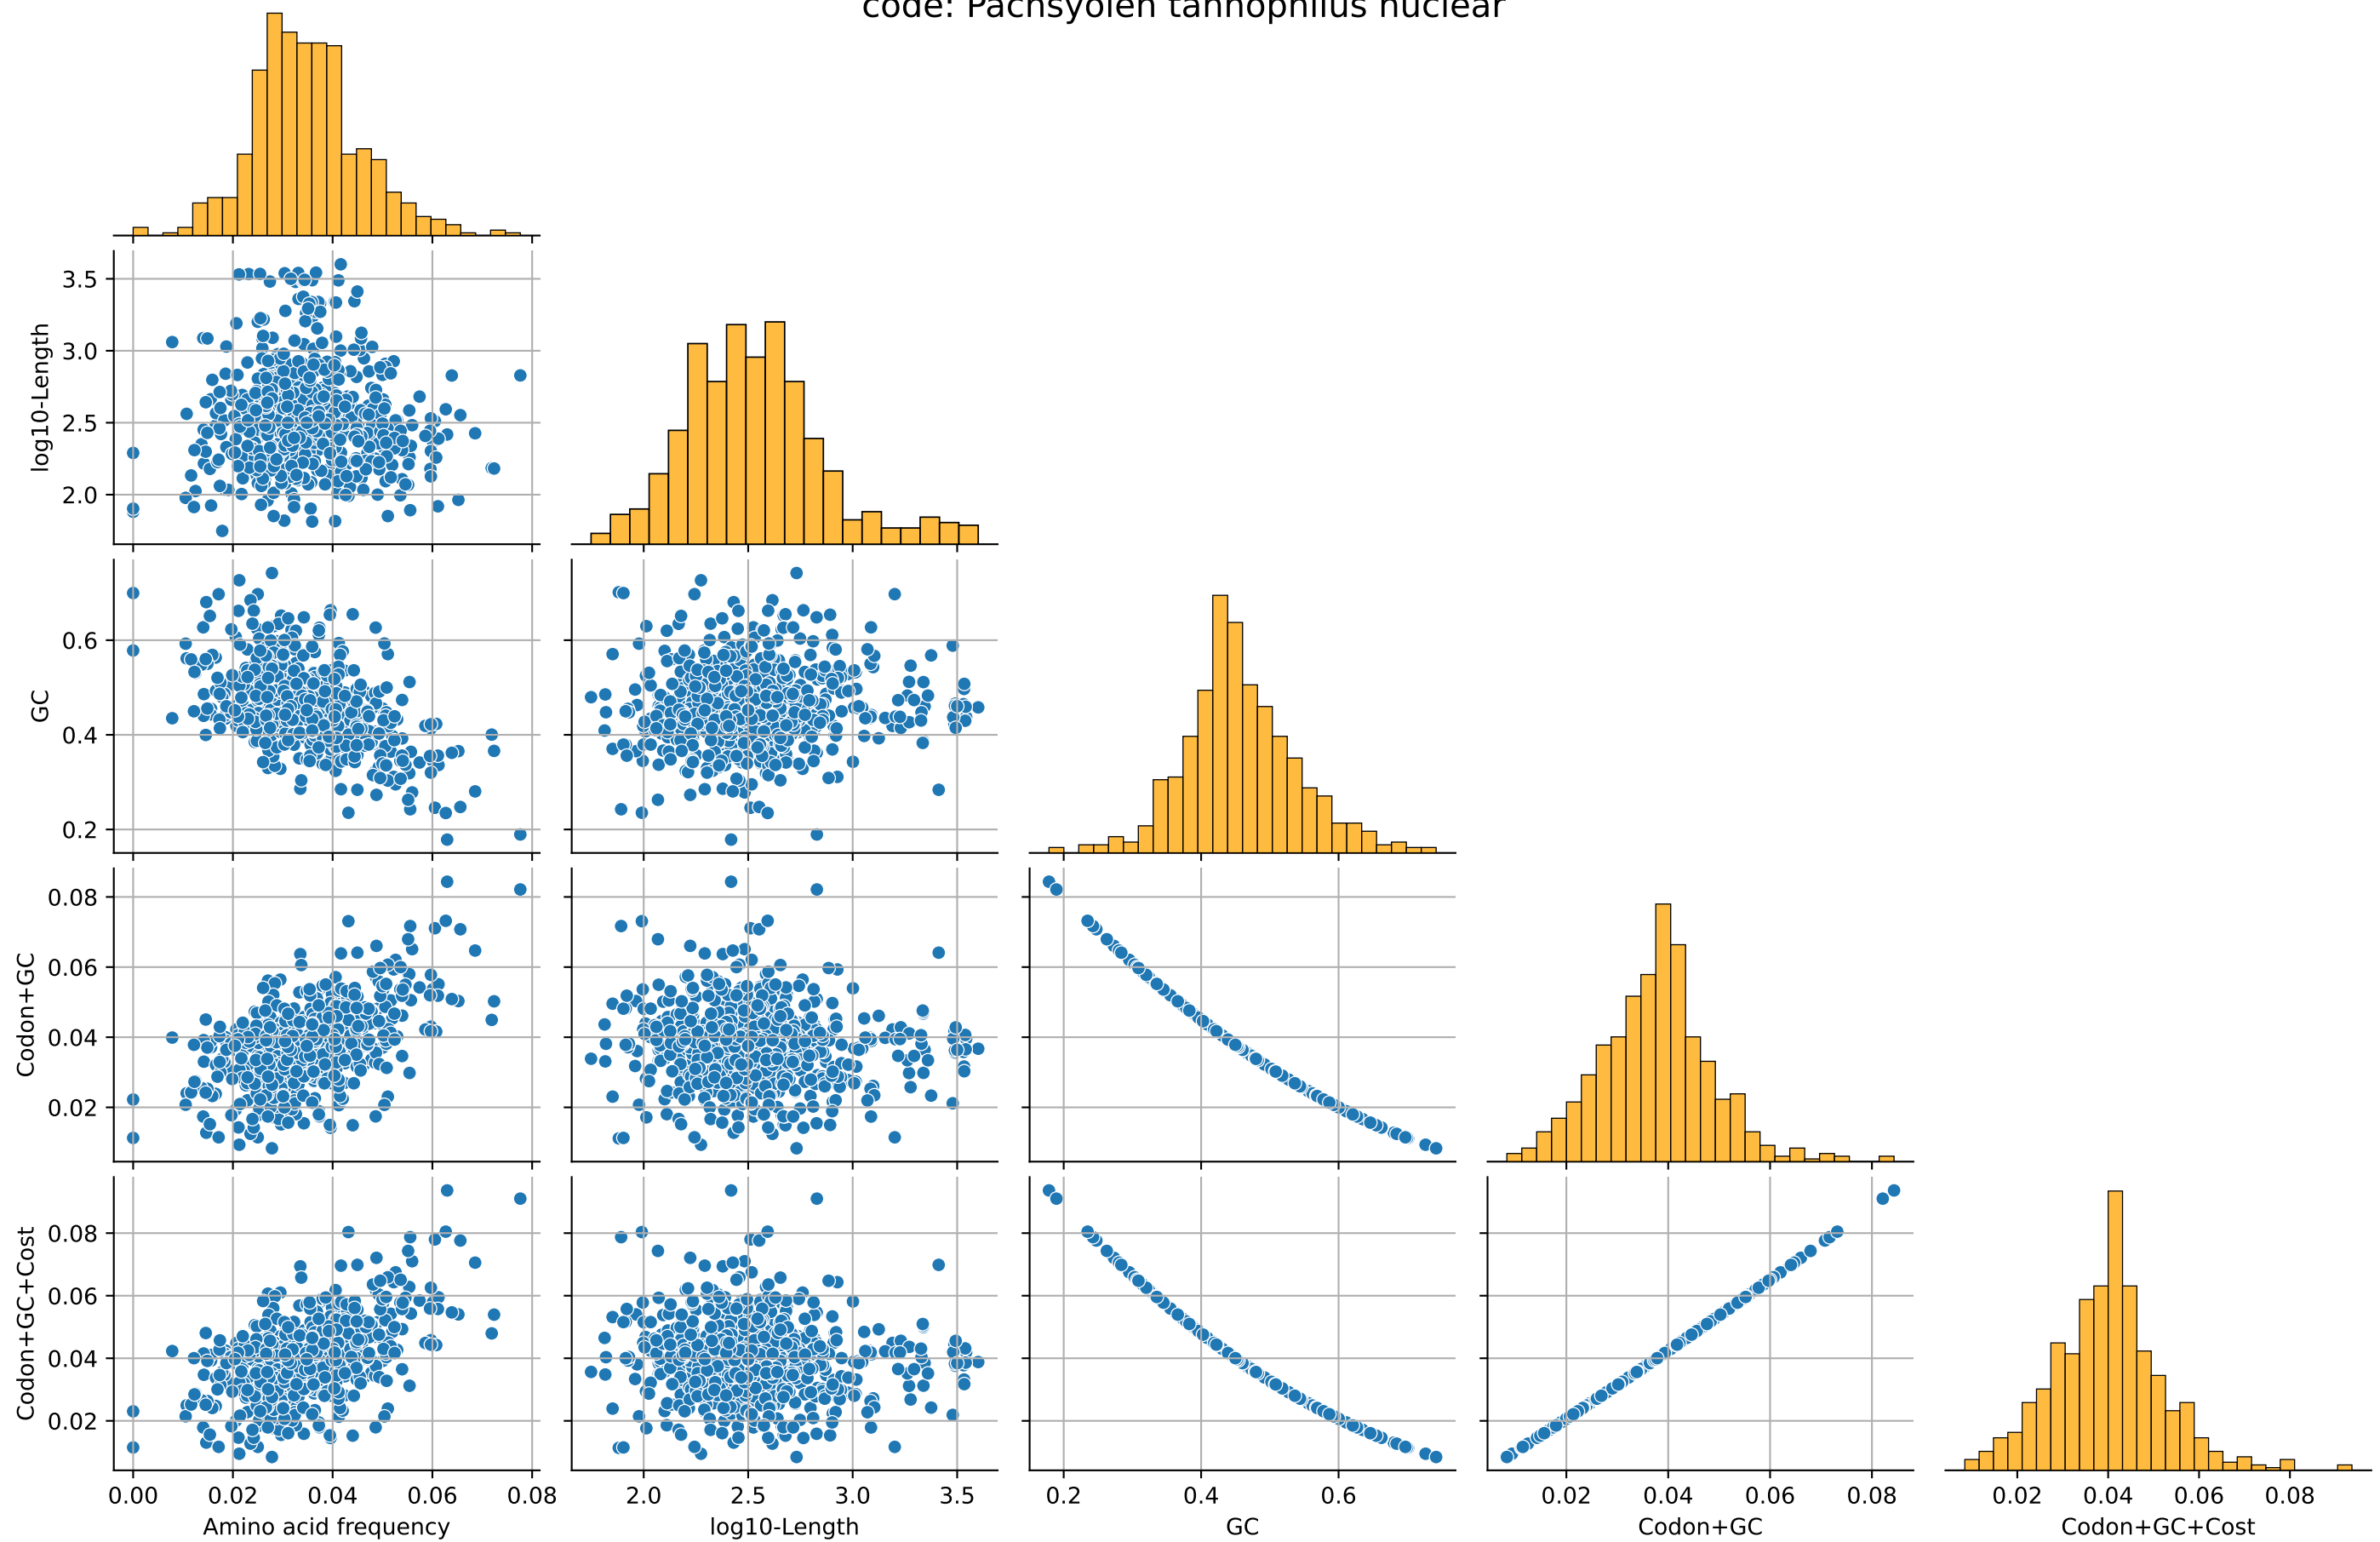 code: Pachsyolen tannophilus nuclear
3.5
3.0
2.5
2.0
log10-Length
0.6
0.4
0.2
GC
0.08
0.06
0.04
0.02
Codon+GC
0.08
0.06
0.04
0.02
Codon+GC+Cost
0.00 0.02 0.04 0.06 0.08 2.0 2.5 3.0 3.5 0.2 0.4 0.6 0.02 0.04 0.06 0.08 0.02 0.04 0.06 0.08
Amino acid frequency log10-Length GC Codon+GC Codon+GC+Cost